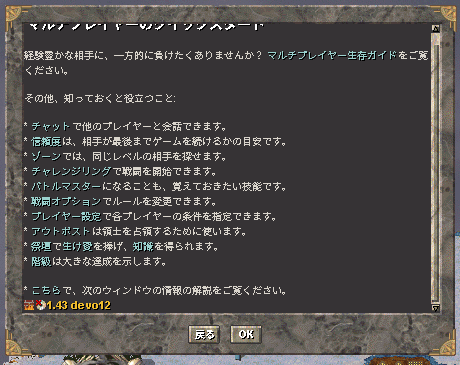 マルチプレイヤーのクイックスタート
経験豊かな相手に、一方的に負けたくありませんか？ マルチプレイヤー生存ガイドをご覧
ください。
その他、知っておくと役立つこと:
* チャットで他のプレイヤーと会話できます。
* 信頼度は、相手が最後までゲームを続けるかの目安です。
* ゾーンでは、同じレベルの相手を探せます。
* チャレンジリングで戦闘を開始できます。
* バトルマスターになることも、覚えておきたい技能です。
* 戦闘オプションでルールを変更できます。
* プレイヤー設定で各プレイヤーの条件を指定できます。
* アウトポストは領土を占領するために使います。
* 祭壇で生け贄を捧げ、知識を得られます。
* 階級は大きな達成を示します。
* こちらで、次のウィンドウの情報の解説をご覧ください。
1.43 devo12
戻る OK